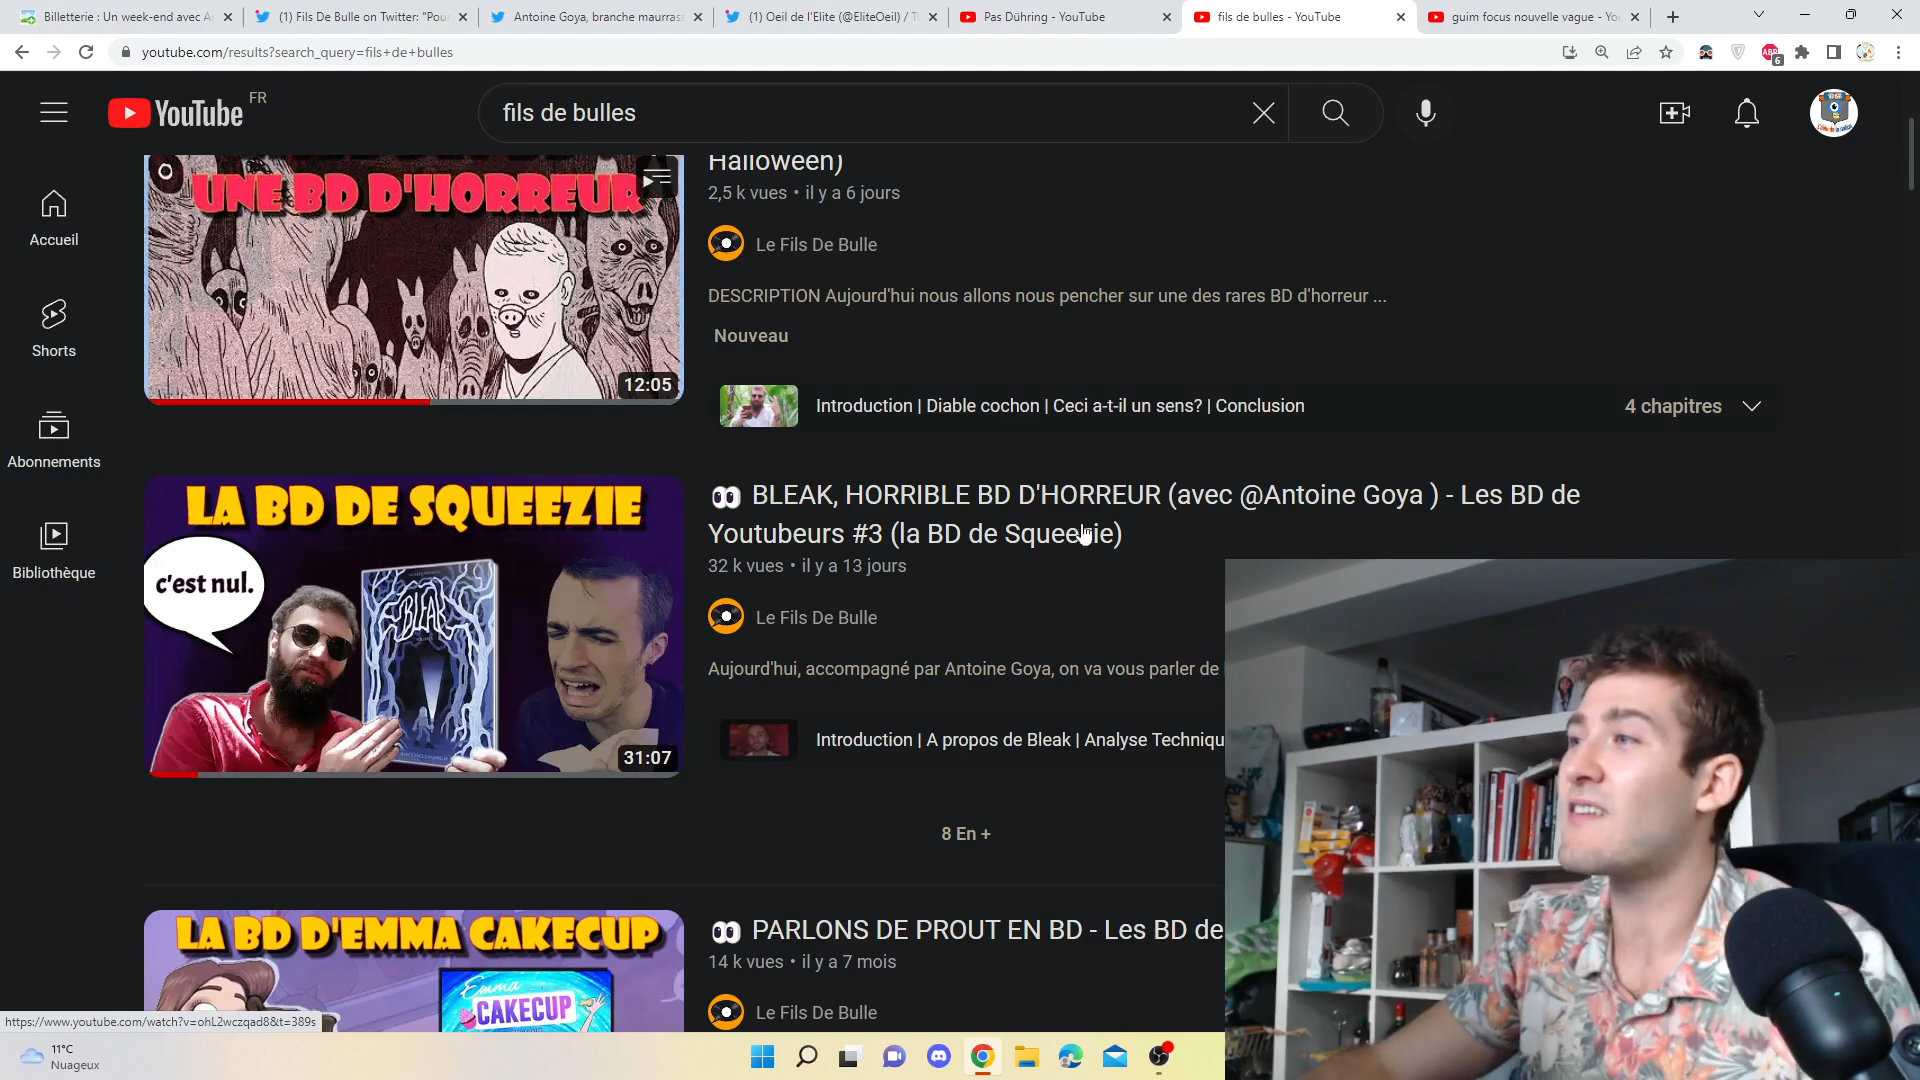 Billetterie : Un week-end avec A
(1) Fils De Bulle on Twitter: "Pou
Antoine Goya, branche maurras
(1) Oeil de l'Elite (@EliteOeil) / T
Pas Dühring - YouTube
fils de bulles - YouTube
guim focus nouvelle vague - Yo
youtube.com/results?search_query=fils+de+bulles
ABP
6
YouTube
FR
fils de bulles
Accueil
Shorts
Abonnements
Bibliothèque
UNE BD D'HORREUR
12:05
Halloween)
2,5 k vues • il y a 6 jours
Le Fils De Bulle
DESCRIPTION Aujourd'hui nous allons nous pencher sur une des rares BD d'horreur ...
Nouveau
Introduction | Diable cochon | Ceci a-t-il un sens? | Conclusion
4 chapitres
LA BD DE SQUEEZIE
c'est nul.
BLEAK
31:07
BLEAK, HORRIBLE BD D'HORREUR (avec @Antoine Goya ) - Les BD de
Youtubeurs #3 (la BD de Squeezie)
32 k vues • il y a 13 jours
Le Fils De Bulle
Aujourd'hui, accompagné par Antoine Goya, on va vous parler de
Introduction | A propos de Bleak | Analyse Techniqu
8 En +
LA BD D'EMMA CAKECUP
Emma
CAKECUP
PARLONS DE PROUT EN BD - Les BD de
14 k vues • il y a 7 mois
Le Fils De Bulle
https://www.youtube.com/watch?v=ohL2wczqad8&t=389s
11°C
Nuageux